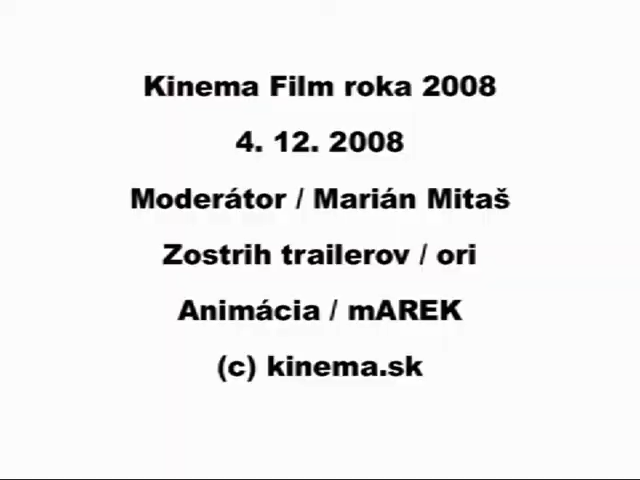 Kinema Film roka 2008
4. 12. 2008
Moderátor / Marián Mitaš
Zostrih trailerov / ori
Animácia / mAREK
(c) kinema.sk